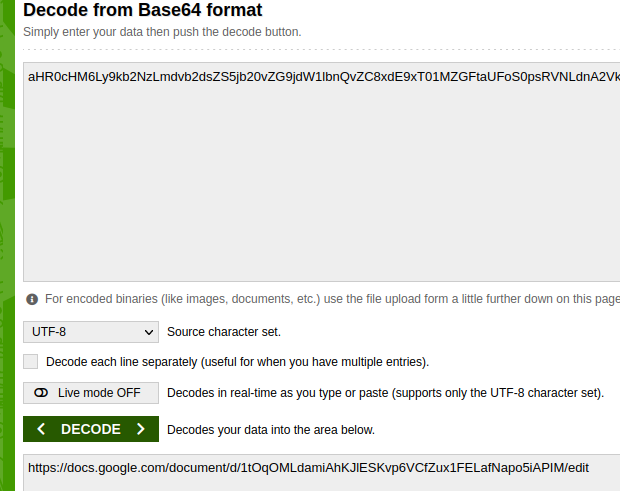 Decode from Base64 format
Simply enter your data then push the decode button.
aHR0cHM6Ly9kb2NzLmdvb2dsZS5jb20vZG9jdW1lbnQvZC8xdE9xT01MZGFtaUFoS0psRVNLdnA2Vk
For encoded binaries (like images, documents, etc.) use the file upload form a little further down on this page
UTF-8 Source character set.
Decode each line separately (useful for when you have multiple entries).
Live mode OFF Decodes in real-time as you type or paste (supports only the UTF-8 character set).
< DECODE > Decodes your data into the area below.
https://docs.google.com/document/d/1tOqOMLdamiAhKJlESKvp6VCfZux1FELafNapo5iAPIM/edit